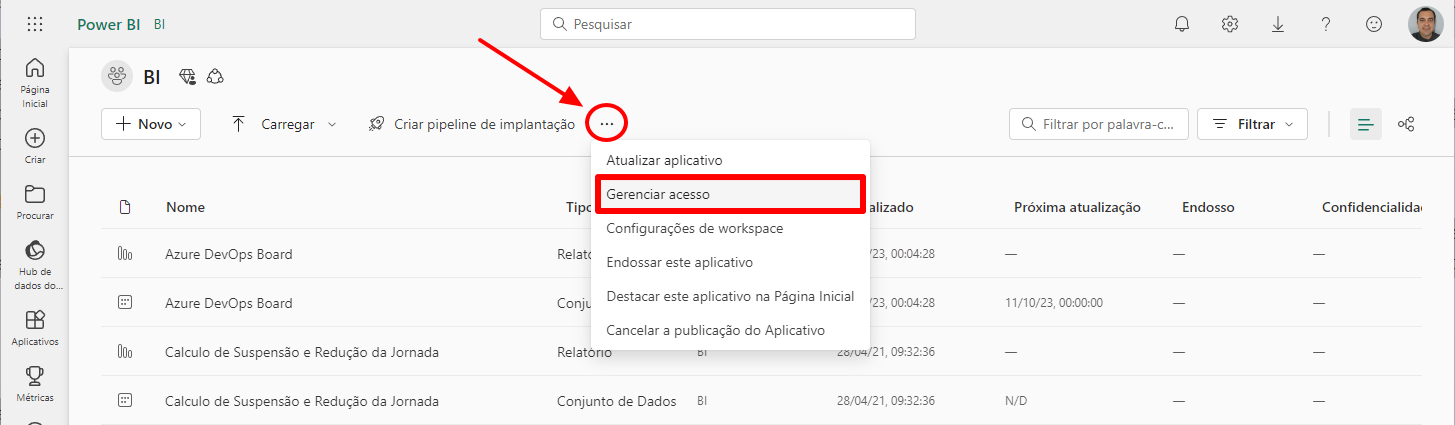 Power BI BI
Pesquisar
Página
Inicial
Criar
Procurar
Hub de
dados do...
Aplicativos
Métricas
BI
Novo
Carregar
Criar pipeline de implantação
...
Filtrar por palavra-c...
Filtrar
Atualizar aplicativo
Gerenciar acesso
Configurações de workspace
Endossar este aplicativo
Destacar este aplicativo na Página Inicial
Cancelar a publicação do Aplicativo
Nome Tipo alizado Próxima atualização Endosso Confidencialidad
Azure DevOps Board Relató /23, 00:04:28 — — —
Azure DevOps Board Conju /23, 00:04:28 11/10/23, 00:00:00 — —
Calculo de Suspensão e Redução da Jornada Relatório BI 28/04/21, 09:32:36 — — —
Calculo de Suspensão e Redução da Jornada Conjunto de Dados BI 28/04/21, 09:32:36 N/D — —